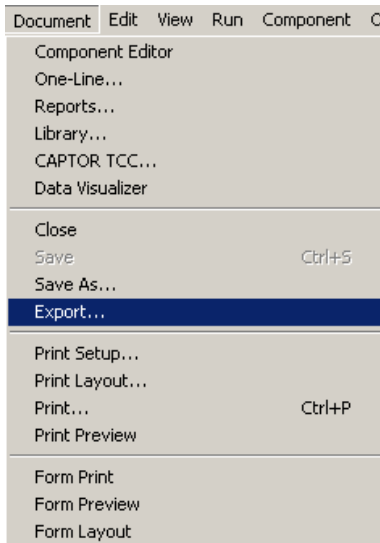 Document Edit View Run Component
Component Editor
One-Line...
Reports...
Library...
CAPTOR TCC...
Data Visualizer
Close
Save Ctrl+S
Save As...
Export...
Print Setup...
Print Layout...
Print... Ctrl+P
Print Preview
Form Print
Form Preview
Form Layout